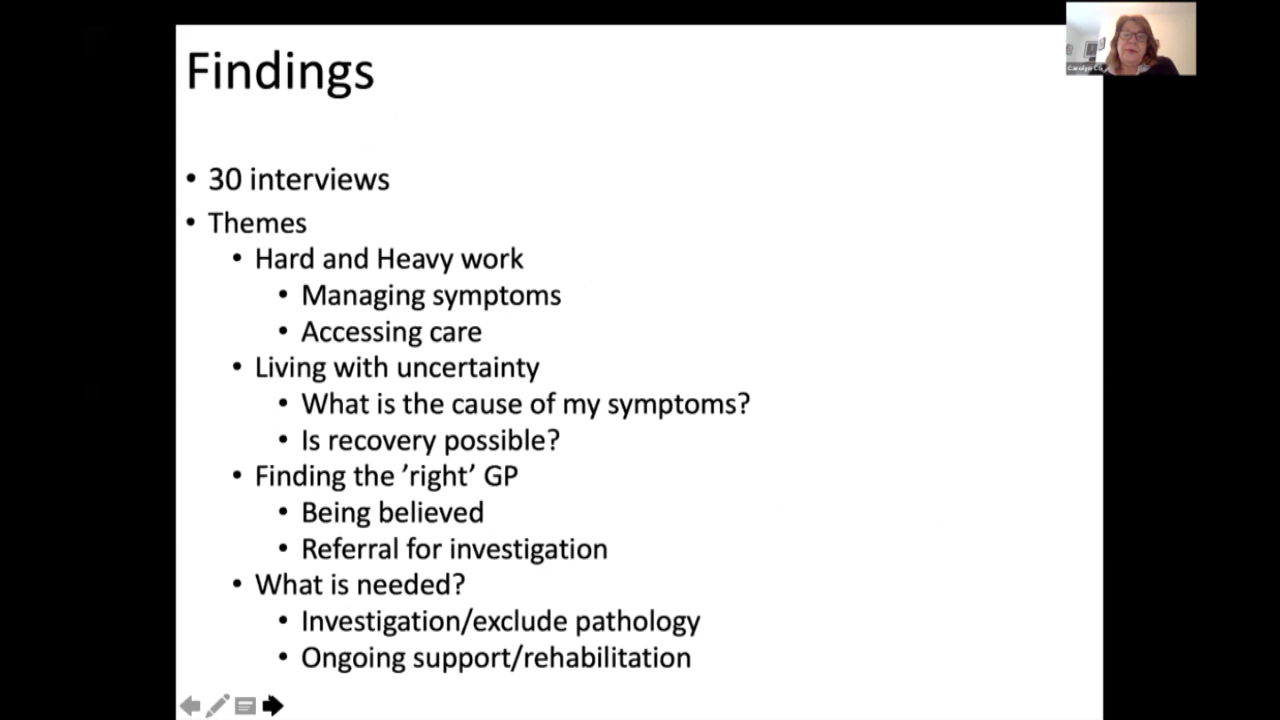 Findings
• 30 interviews
• Themes
• Hard and Heavy work
• Managing symptoms
• Accessing care
• Living with uncertainty
• What is the cause of my symptoms?
• Is recovery possible?
• Finding the ’right’ GP
• Being believed
• Referral for investigation
• What is needed?
• Investigation/exclude pathology
• Ongoing support/rehabilitation
Carolyn